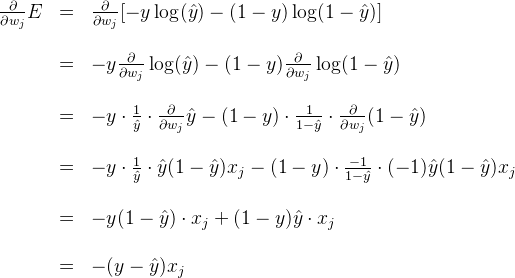 ∂/∂w_j E = ∂/∂w_j [−y log(ŷ) − (1 − y) log(1 − ŷ)]
= −y ∂/∂w_j log(ŷ) − (1 − y) ∂/∂w_j log(1 − ŷ)
= −y · 1/ŷ · ∂/∂w_j ŷ − (1 − y) · 1/(1−ŷ) · ∂/∂w_j (1 − ŷ)
= −y · 1/ŷ · ŷ(1 − ŷ)x_j − (1 − y) · −1/(1−ŷ) · (−1)ŷ(1 − ŷ)x_j
= −y(1 − ŷ) · x_j + (1 − y)ŷ · x_j
= −(y − ŷ)x_j